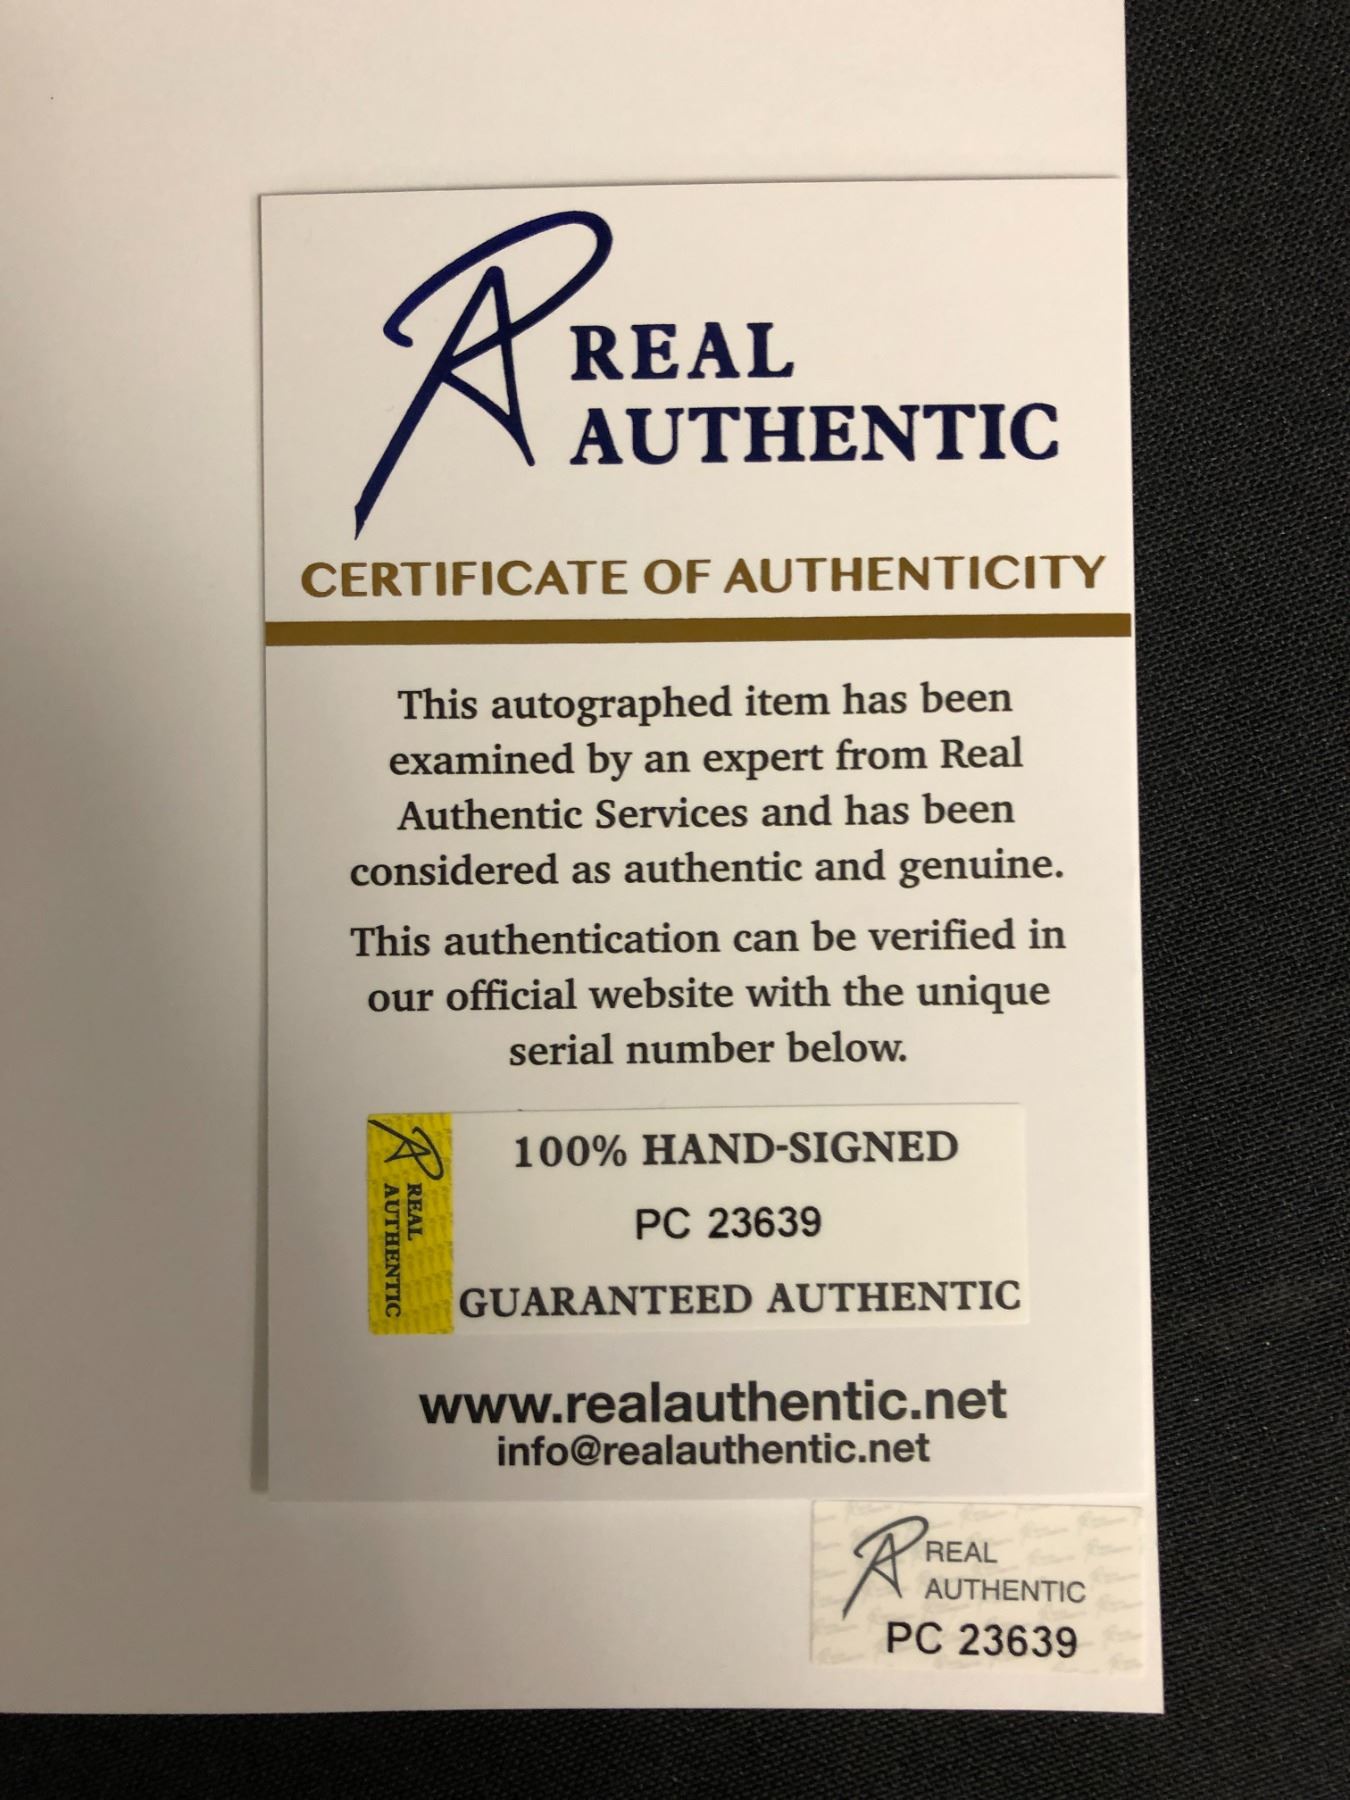 REAL
AUTHENTIC
CERTIFICATE OF AUTHENTICITY
This autographed item has been
examined by an expert from Real
Authentic Services and has been
considered as authentic and genuine.
This authentication can be verified in
our official website with the unique
serial number below.
REAL
AUTHENTIC
100% HAND-SIGNED
PC 23639
GUARANTEED AUTHENTIC
www.realauthentic.net
info@realauthentic.net
REAL
AUTHENTIC
PC 23639